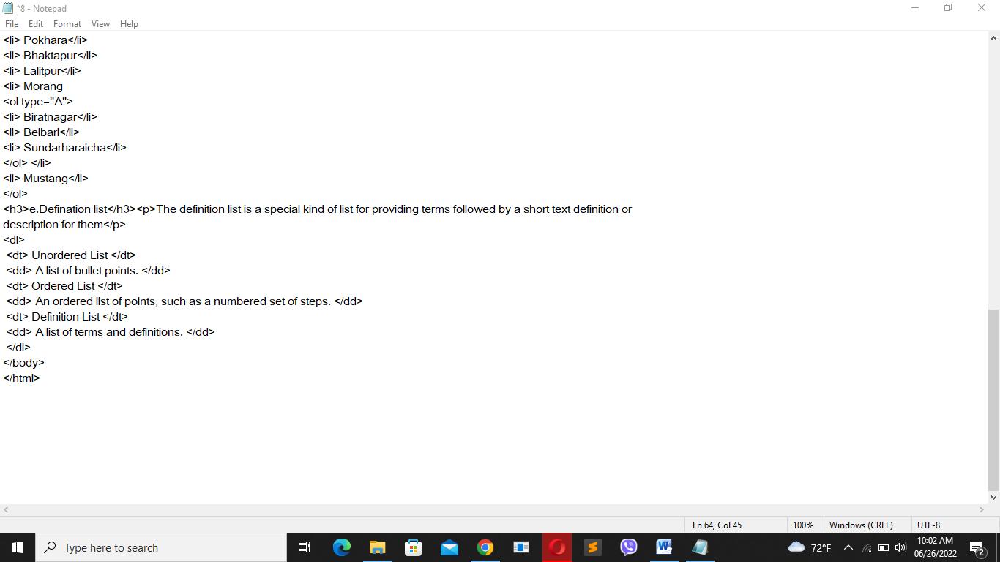 *8 - Notepad
File Edit Format View Help
<li> Pokhara</li>
<li> Bhaktapur</li>
<li> Lalitpur</li>
<li> Morang
<ol type="A">
<li> Biratnagar</li>
<li> Belbari</li>
<li> Sundarharaicha</li>
</ol> </li>
<li> Mustang</li>
</ol>
<h3>e.Defination list</h3><p>The definition list is a special kind of list for providing terms followed by a short text definition or
description for them</p>
<dl>
<dt> Unordered List </dt>
<dd> A list of bullet points. </dd>
<dt> Ordered List </dt>
<dd> An ordered list of points, such as a numbered set of steps. </dd>
<dt> Definition List </dt>
<dd> A list of terms and definitions. </dd>
</dl>
</body>
</html>
Ln 64, Col 45 100% Windows (CRLF) UTF-8
Type here to search 72°F 10:02 AM
06/26/2022 2